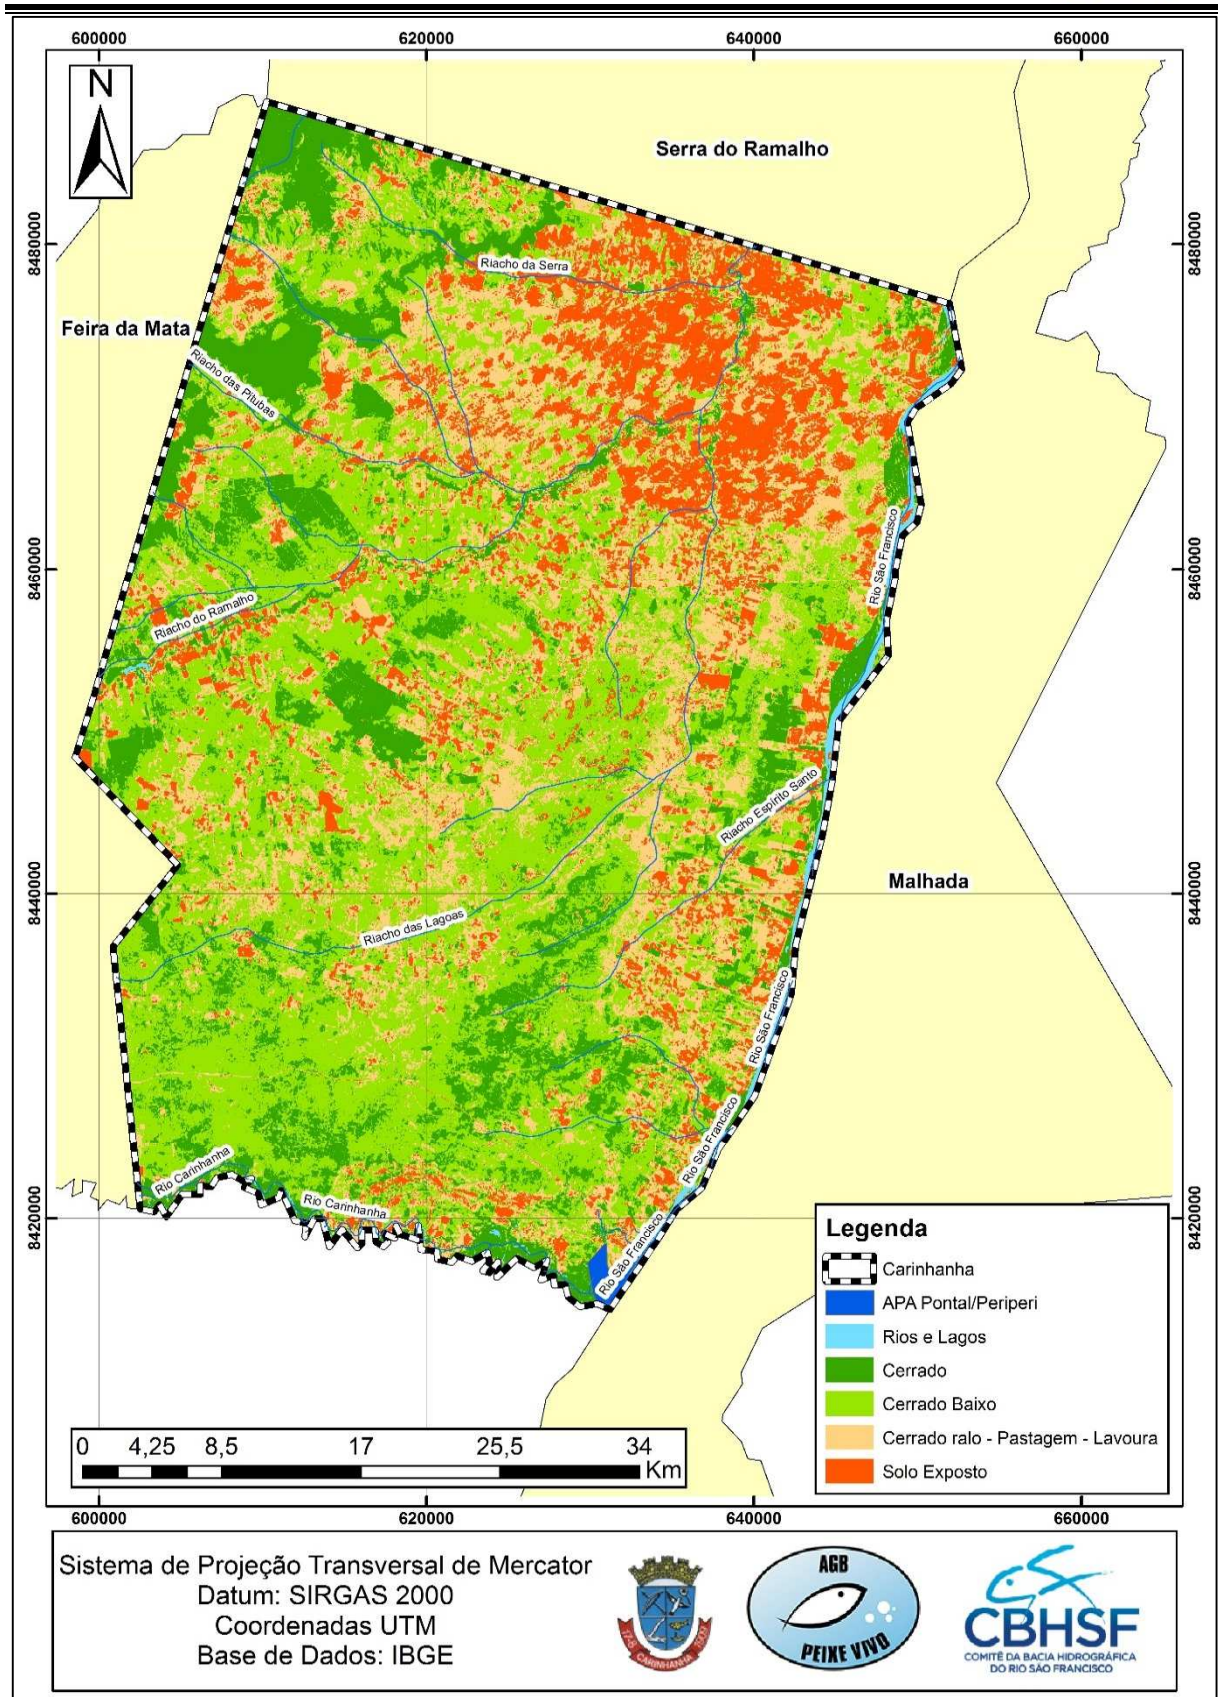 600000 620000 640000 660000
N
Serra do Ramalho
8480000 8480000
Riacho da Serra
Feira da Mata
Riacho das Pitubas
Rio São Francisco
8460000 8460000
Riacho do Ramalho
Riacho Espírito Santo
Malhada
8440000 8440000
Riacho das Lagoas
Rio São Francisco
Rio São Francisco
Rio Carinhanha
Rio Carinhanha
8420000 8420000
Rio São Francisco
Legenda
Carinhanha
APA Pontal/Periperi
Rios e Lagos
Cerrado
Cerrado Baixo
Cerrado ralo - Pastagem - Lavoura
Solo Exposto
0 4,25 8,5 17 25,5 34
Km
600000 620000 640000 660000
Sistema de Projeção Transversal de Mercator
Datum: SIRGAS 2000
Coordenadas UTM
Base de Dados: IBGE
17-8 CARINHANHA 1909
AGB
PEIXE VIVO
CBHSF
COMITÊ DA BACIA HIDROGRÁFICA
DO RIO SÃO FRANCISCO